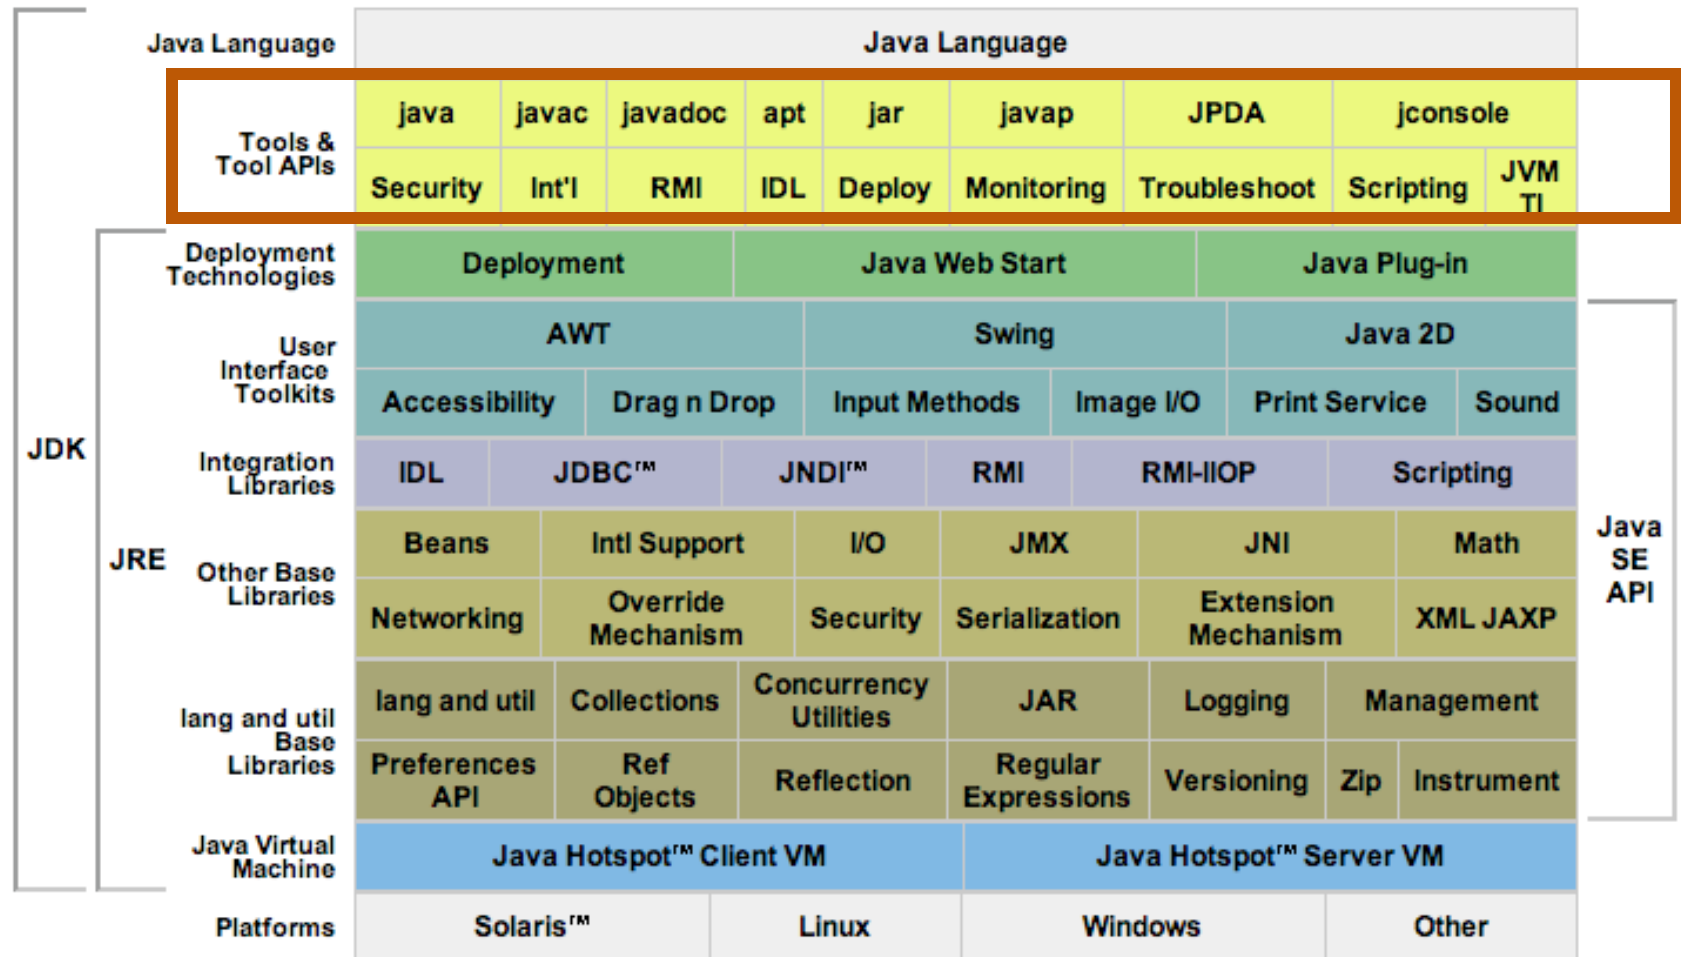 Java Language Java Language
java javac javadoc apt jar javap JPDA jconsole
Tools &
Tool APIs
Security Int'l RMI IDL Deploy Monitoring Troubleshoot Scripting JVM
TI
Deployment
Technologies
Deployment Java Web Start Java Plug-in
AWT Swing Java 2D
User
Interface
Toolkits
Accessibility Drag n Drop Input Methods Image I/O Print Service Sound
JDK
Integration
Libraries
IDL JDBC™ JNDI™ RMI RMI-IIOP Scripting
Beans Intl Support I/O JMX JNI Math
JRE
Other Base
Libraries
Java
SE
API
Networking Override
Mechanism Security Serialization Extension
Mechanism XML JAXP
lang and util Collections Concurrency
Utilities JAR Logging Management
lang and util
Base
Libraries
Preferences
API Ref
Objects Reflection Regular
Expressions Versioning Zip Instrument
Java Virtual
Machine
Java Hotspot™ Client VM Java Hotspot™ Server VM
Platforms Solaris™ Linux Windows Other